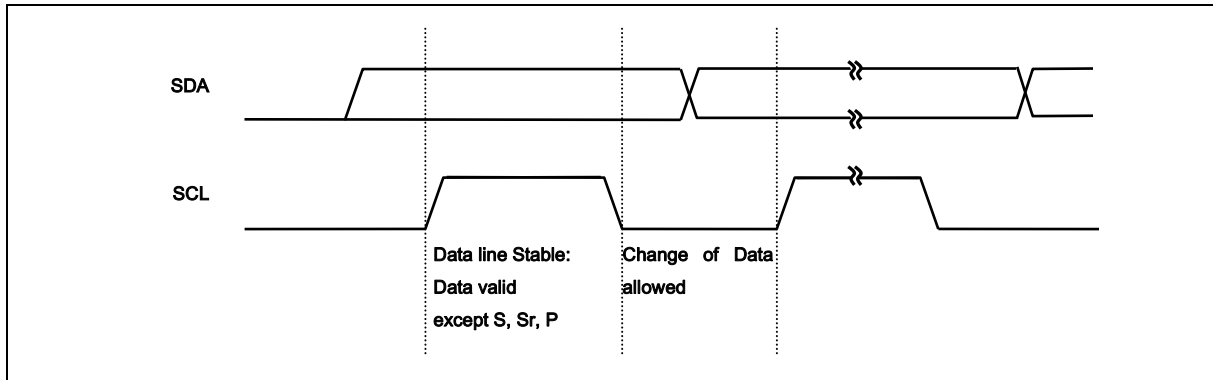 SDA
SCL
Data line Stable:
Data valid
except S, Sr, P
Change of Data
allowed